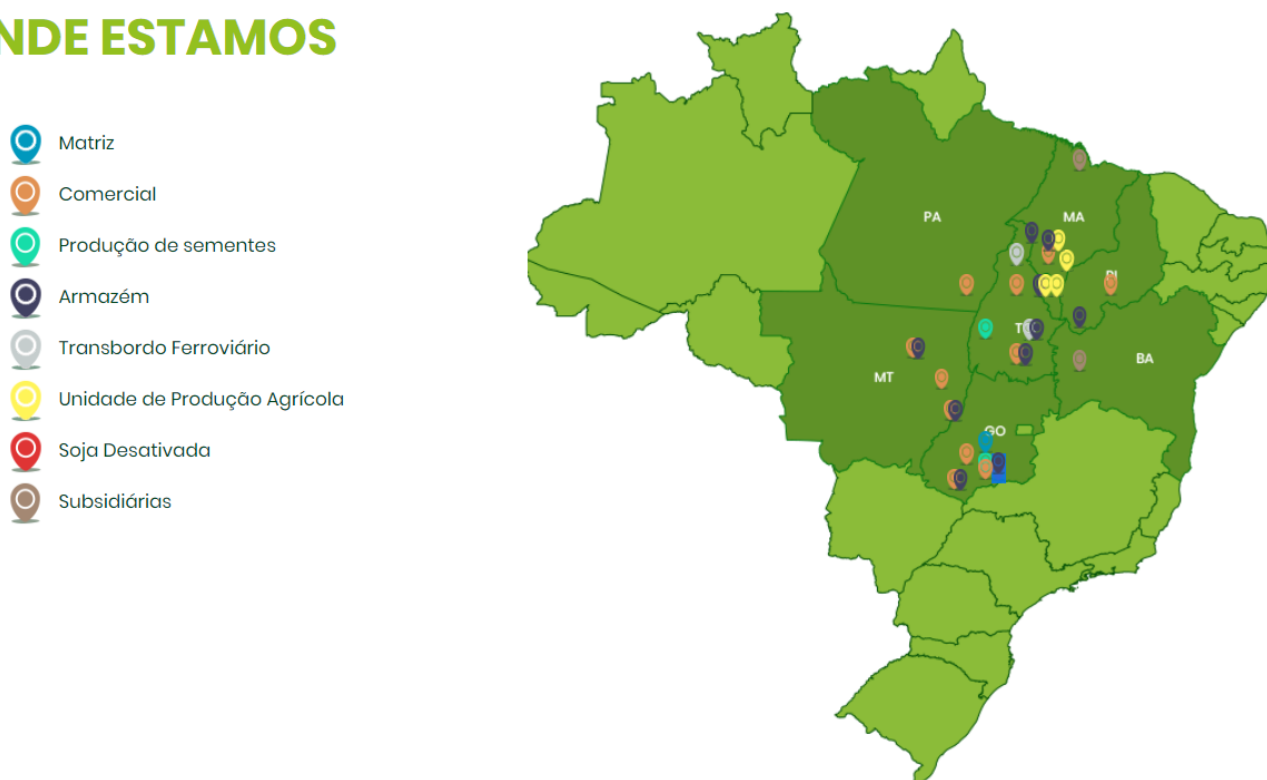 NDE ESTAMOS
Matriz
Comercial
Produção de sementes
Armazém
Transbordo Ferroviário
Unidade de Produção Agrícola
Soja Desativada
Subsidiárias
PA
MA
BA
MT
GO